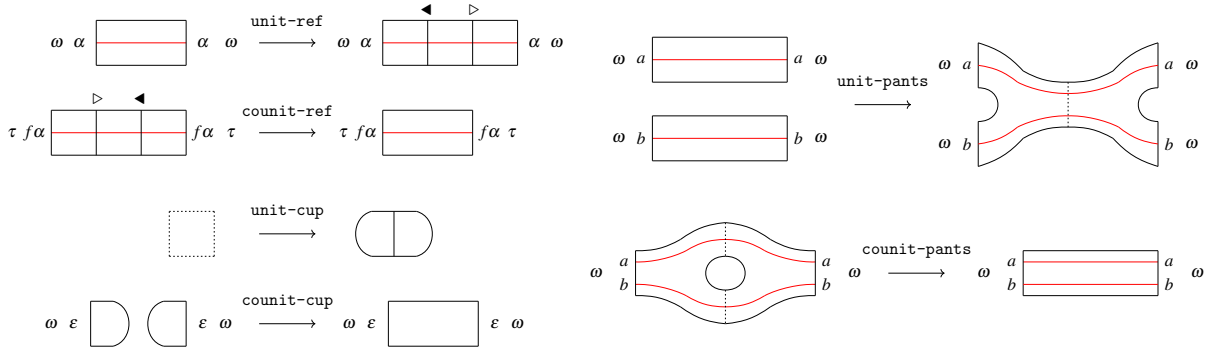 unit-ref
ω α α ω ω α ◀ ▷ α ω
▷ ◀ counit-ref
τ fα fα τ τ fα fα τ
unit-cup
counit-cup
ω ε ε ω ω ε ε ω
ω a a ω ω a a ω
unit-pants
ω b b ω ω b b ω
counit-pants
a a a a
ω ω ω ω
b b b b